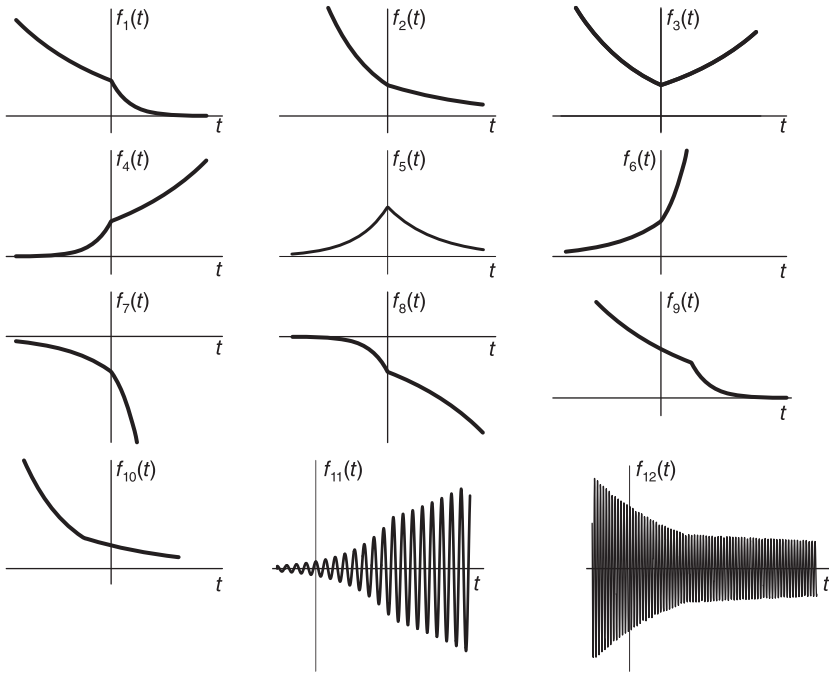 f₁(t) f₂(t) f₃(t)
t t t
f₄(t) f₅(t) f₆(t)
t t t
f₇(t) f₈(t) f₉(t)
t t t
f₁₀(t) f₁₁(t) f₁₂(t)
t t t